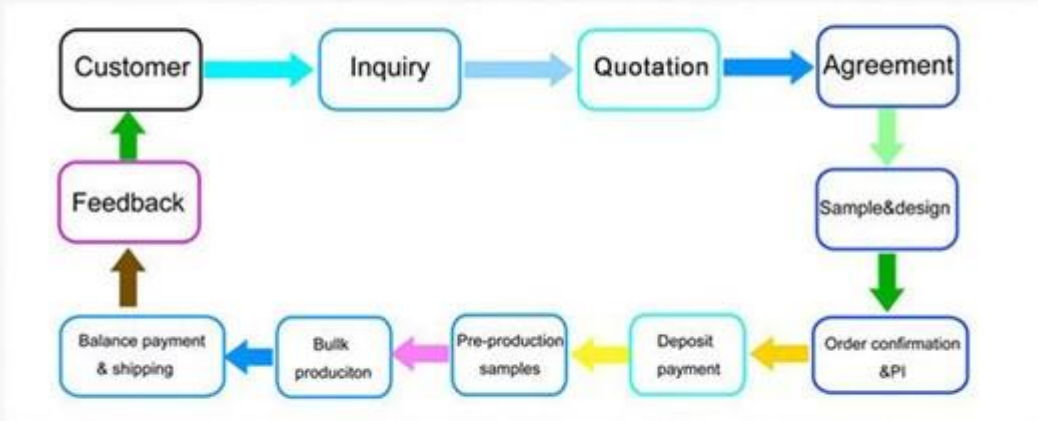 Customer
Inquiry
Quotation
Agreement
Sample&design
Order confirmation
&PI
Deposit
payment
Pre-production
samples
Bullk
produciton
Balance payment
& shipping
Feedback